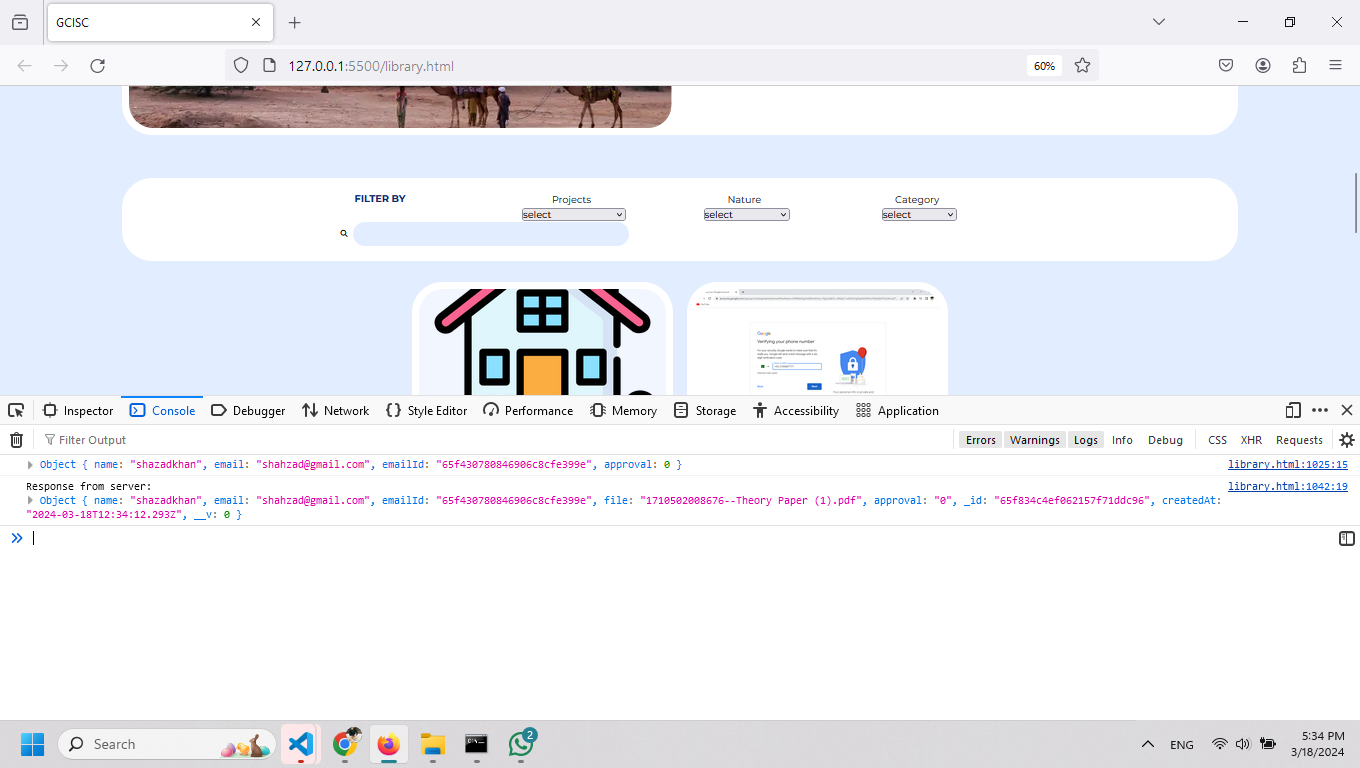 GCISC
127.0.0.1:5500/library.html
60%
FILTER BY
Projects
Nature
Category
select
select
select
Google
Verifying your phone number
Inspector
Console
Debugger
Network
Style Editor
Performance
Memory
Storage
Accessibility
Application
Filter Output
Errors
Warnings
Logs
Info
Debug
CSS
XHR
Requests
Object { name: "shazadkhan", email: "shahzad@gmail.com", emailId: "65f430780846906c8cfe399e", approval: 0 }
library.html:1025:15
Response from server:
library.html:1042:19
Object { name: "shazadkhan", email: "shahzad@gmail.com", emailId: "65f430780846906c8cfe399e", file: "1710502008676--Theory Paper (1).pdf", approval: "0", _id: "65f834c4ef062157f71ddc96", createdAt:
"2024-03-18T12:34:12.293Z", __v: 0 }
Search
2
ENG
5:34 PM
3/18/2024